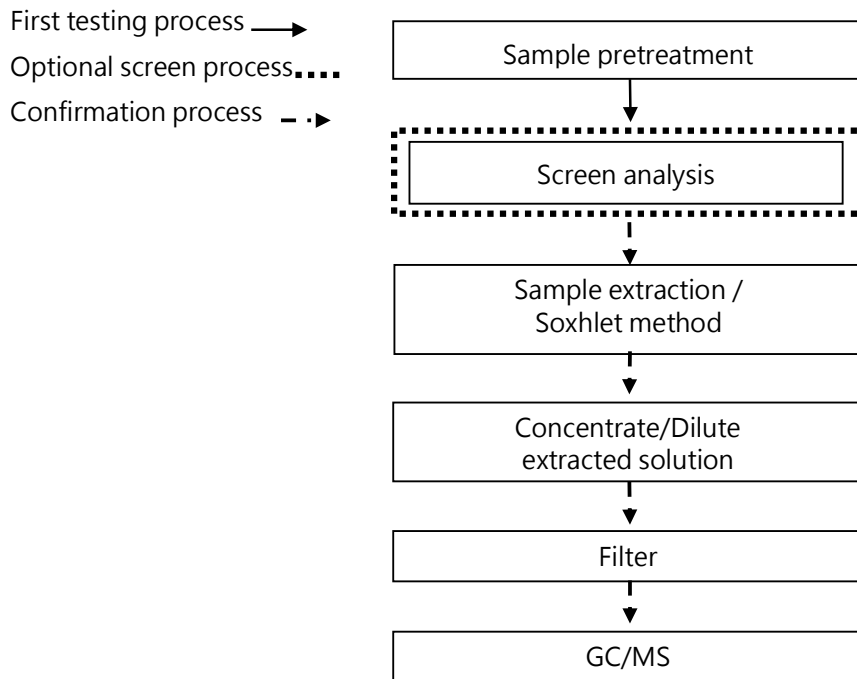 First testing process
Optional screen process
Confirmation process
Sample pretreatment
Screen analysis
Sample extraction /
Soxhlet method
Concentrate/Dilute
extracted solution
Filter
GC/MS